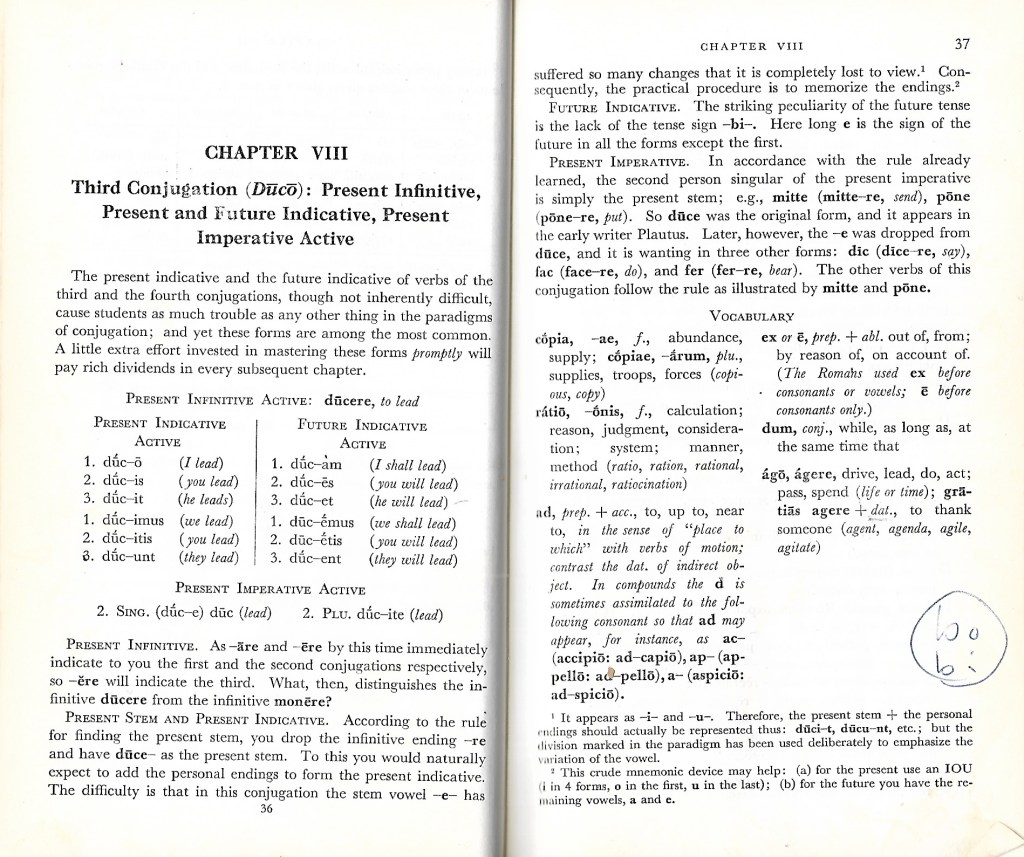 CHAPTER VIII
Third Conjugation (Dūcō): Present Infinitive,
Present and Future Indicative, Present
Imperative Active
The present indicative and the future indicative of verbs of the
third and the fourth conjugations, though not inherently difficult,
cause students as much trouble as any other thing in the paradigms
of conjugation; and yet these forms are among the most common.
A little extra effort invested in mastering these forms promptly will
pay rich dividends in every subsequent chapter.
PRESENT INFINITIVE ACTIVE: dūcere, to lead
PRESENT INDICATIVE
ACTIVE
1. dū́c–ō (I lead)
2. dū́c–is (you lead)
3. dū́c–it (he leads)
1. dū́c–imus (we lead)
2. dū́c–itis (you lead)
3. dū́c–unt (they lead)
FUTURE INDICATIVE
ACTIVE
1. dū́c–am (I shall lead)
2. dū́c–ēs (you will lead)
3. dū́c–et (he will lead)
1. dūc–ḗmus (we shall lead)
2. dūc–ḗtis (you will lead)
3. dū́c–ent (they will lead)
PRESENT IMPERATIVE ACTIVE
2. SING. (dū́c–e) dūc (lead) 2. PLU. dū́c–ite (lead)
PRESENT INFINITIVE. As –āre and –ēre by this time immediately
indicate to you the first and the second conjugations respectively,
so –ĕre will indicate the third. What, then, distinguishes the in-
finitive dūcere from the infinitive monēre?
PRESENT STEM AND PRESENT INDICATIVE. According to the rule
for finding the present stem, you drop the infinitive ending –re
and have dūce– as the present stem. To this you would naturally
expect to add the personal endings to form the present indicative.
The difficulty is that in this conjugation the stem vowel –e– has
36
CHAPTER VIII 37
suffered so many changes that it is completely lost to view.¹ Con-
sequently, the practical procedure is to memorize the endings.²
FUTURE INDICATIVE. The striking peculiarity of the future tense
is the lack of the tense sign –bi–. Here long e is the sign of the
future in all the forms except the first.
PRESENT IMPERATIVE. In accordance with the rule already
learned, the second person singular of the present imperative
is simply the present stem; e.g., mitte (mitte–re, send), pōne
(pōne–re, put). So dūce was the original form, and it appears in
the early writer Plautus. Later, however, the –e was dropped from
dūce, and it is wanting in three other forms: dīc (dīce–re, say),
fac (face–re, do), and fer (fer–re, bear). The other verbs of this
conjugation follow the rule as illustrated by mitte and pōne.
VOCABULARY
cṓpia, –ae, f., abundance,
supply; cṓpiae, –ā́rum, plu.,
supplies, troops, forces (copi-
ous, copy)
rátiō, –ṓnis, f., calculation;
reason, judgment, considera-
tion; system; manner,
method (ratio, ration, rational,
irrational, ratiocination)
ad, prep. + acc., to, up to, near
to, in the sense of "place to
which" with verbs of motion;
contrast the dat. of indirect ob-
ject. In compounds the d is
sometimes assimilated to the fol-
lowing consonant so that ad may
appear, for instance, as ac–
(accipiō: ad–capiō), ap– (ap-
pellō: ad–pellō), a– (aspiciō:
ad–spiciō).
ex or ē, prep. + abl. out of, from;
by reason of, on account of.
(The Romans used ex before
consonants or vowels; ē before
consonants only.)
dum, conj., while, as long as, at
the same time that
ágō, ágere, drive, lead, do, act;
pass, spend (life or time); grā-
tiās agere + dat., to thank
someone (agent, agenda, agile,
agitate)
bo
bi
¹ It appears as –i– and –u–. Therefore, the present stem + the personal
endings should actually be represented thus: dūci–t, dūcu–nt, etc.; but the
division marked in the paradigm has been used deliberately to emphasize the
variation of the vowel.
² This crude mnemonic device may help: (a) for the present use an IOU
(i in 4 forms, o in the first, u in the last); (b) for the future you have the re-
maining vowels, a and e.